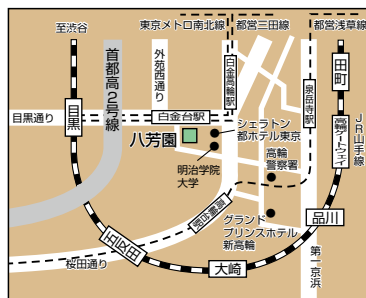 至渋谷
東京メトロ南北線
都営三田線
都営浅草線
首都高2号線
外苑西通り
白金高輪駅
泉岳寺駅
田町
目黒通り
目黒
白金台駅
シェラトン
都ホテル東京
高輪ゲートウェイ
JR山手線
八芳園
明治学院
大学
高輪
警察署
高輪台駅
グランド
プリンスホテル
新高輪
品川
桜田通り
五反田
大崎
第一京浜